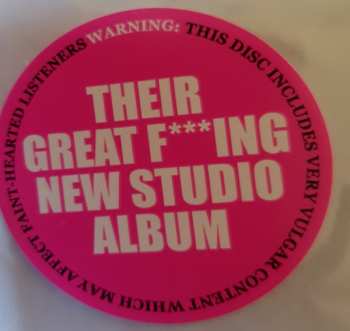 WARNING: THIS DISC INCLUDES VERY VULGAR CONTENT WHICH MAY AFFECT FAINT-HEARTED LISTENERS
THEIR
GREAT F***ING
NEW STUDIO
ALBUM